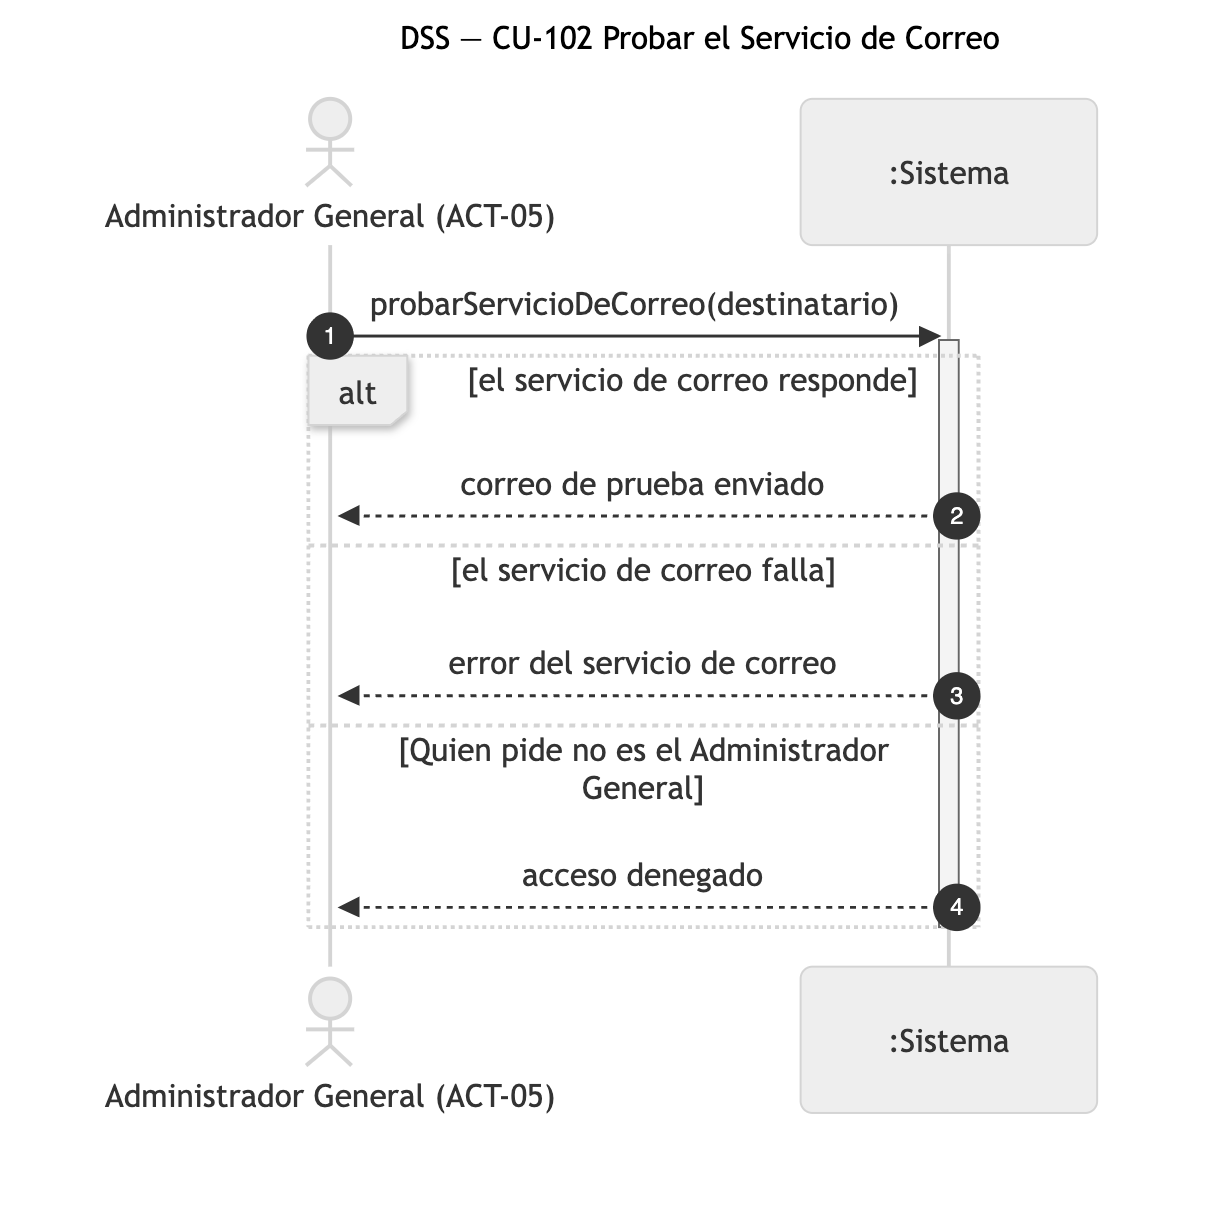 DSS — CU-102 Probar el Servicio de Correo
Administrador General (ACT-05)
:Sistema
probarServicioDeCorreo(destinatario)
1
alt
[el servicio de correo responde]
correo de prueba enviado
2
[el servicio de correo falla]
error del servicio de correo
3
[Quien pide no es el Administrador
General]
acceso denegado
4
Administrador General (ACT-05)
:Sistema